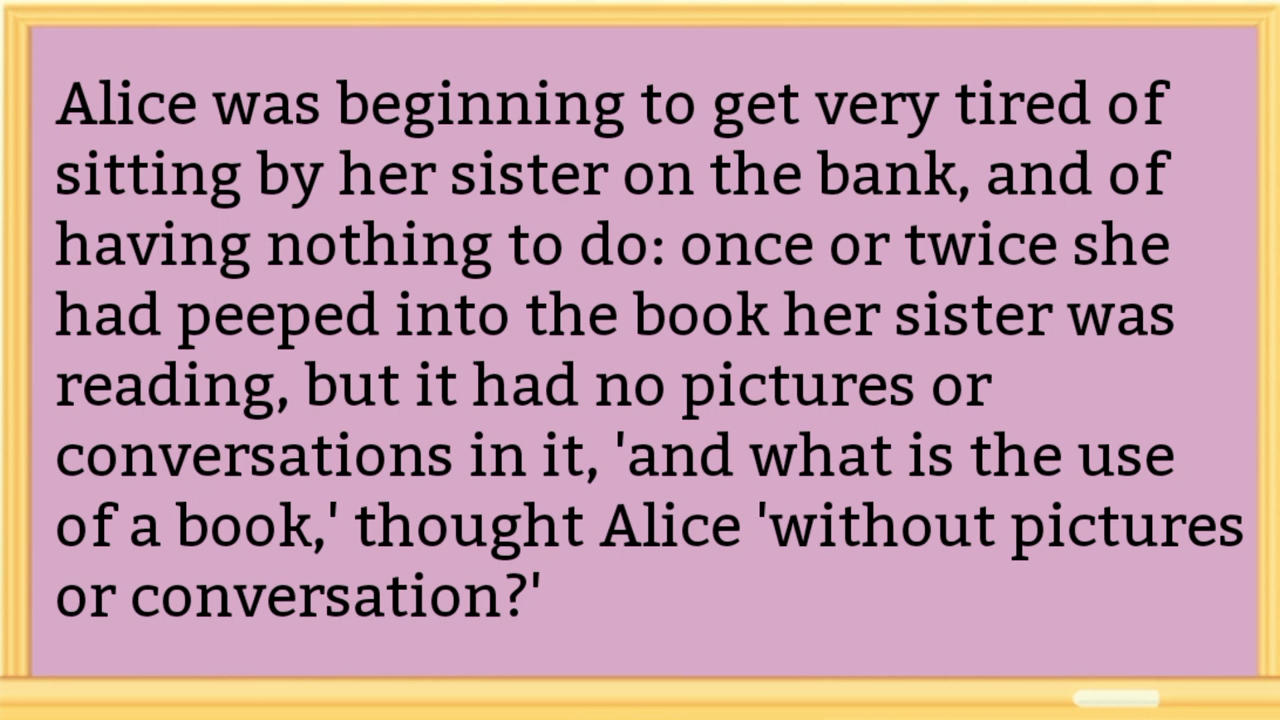 Alice was beginning to get very tired of
sitting by her sister on the bank, and of
having nothing to do: once or twice she
had peeped into the book her sister was
reading, but it had no pictures or
conversations in it, 'and what is the use
of a book,' thought Alice 'without pictures
or conversation?'